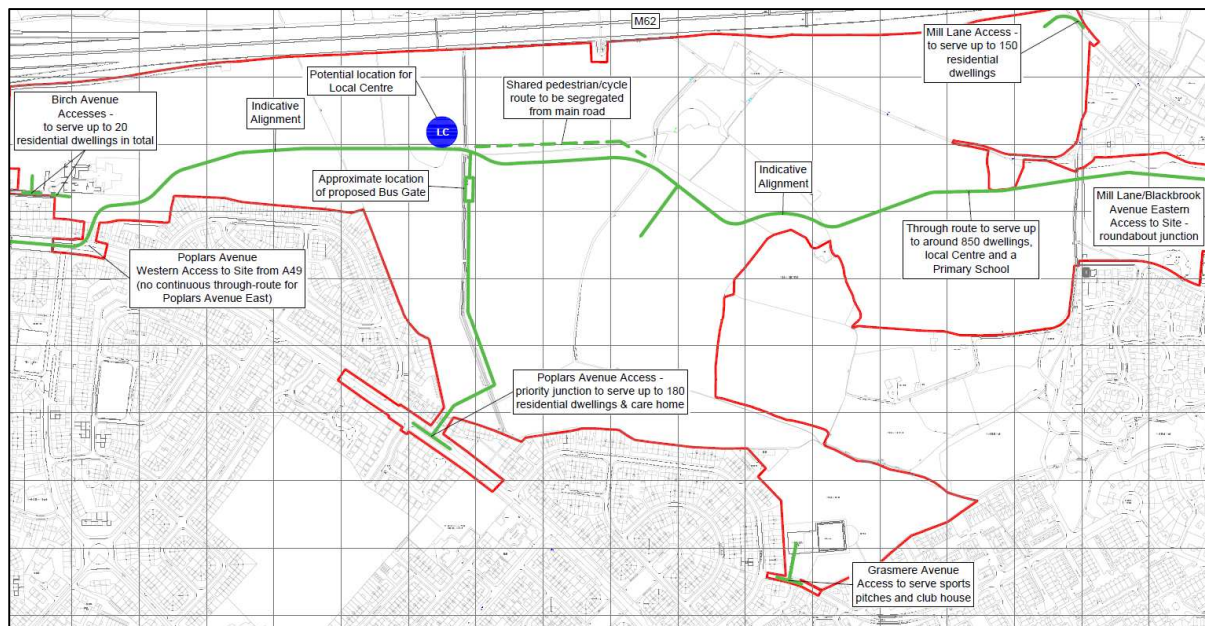 M62
Mill Lane Access -
to serve up to 150
residential
dwellings
Potential location for
Local Centre
Shared pedestrian/cycle
route to be segregated
from main road
Birch Avenue
Accesses -
to serve up to 20
residential dwellings in total
Indicative
Alignment
LC
Approximate location
of proposed Bus Gate
Indicative
Alignment
Mill Lane/Blackbrook
Avenue Eastern
Access to Site -
roundabout junction
Through route to serve up
to around 850 dwellings,
local Centre and a
Primary School
Poplars Avenue
Western Access to Site from A49
(no continuous through-route for
Poplars Avenue East)
Poplars Avenue Access -
priority junction to serve up to 180
residential dwellings & care home
Grasmere Avenue
Access to serve sports
pitches and club house